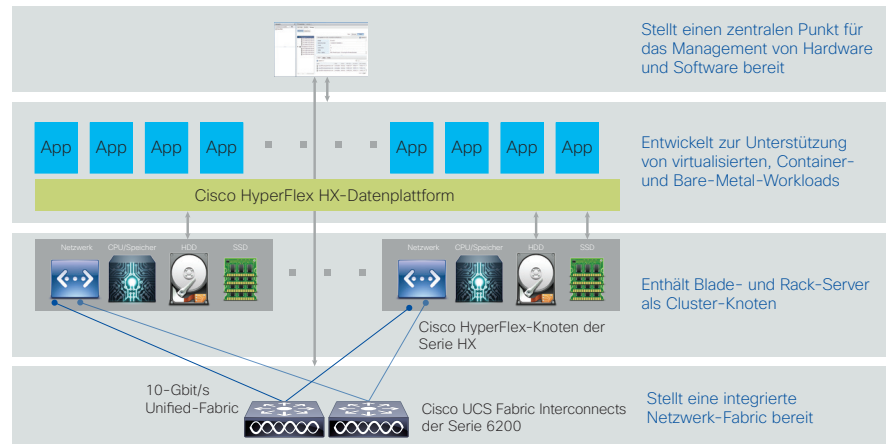 Stellt einen zentralen Punkt für
das Management von Hardware
und Software bereit
App App App App App App App App
Entwickelt zur Unterstützung
von virtualisierten, Container-
und Bare-Metal-Workloads
Cisco HyperFlex HX-Datenplattform
Netzwerk CPU/Speicher HDD SSD
Netzwerk CPU/Speicher HDD SSD
Enthält Blade- und Rack-Server
als Cluster-Knoten
Cisco HyperFlex-Knoten der
Serie HX
10-Gbit/s
Unified-Fabric
Cisco UCS Fabric Interconnects
der Serie 6200
Stellt eine integrierte
Netzwerk-Fabric bereit